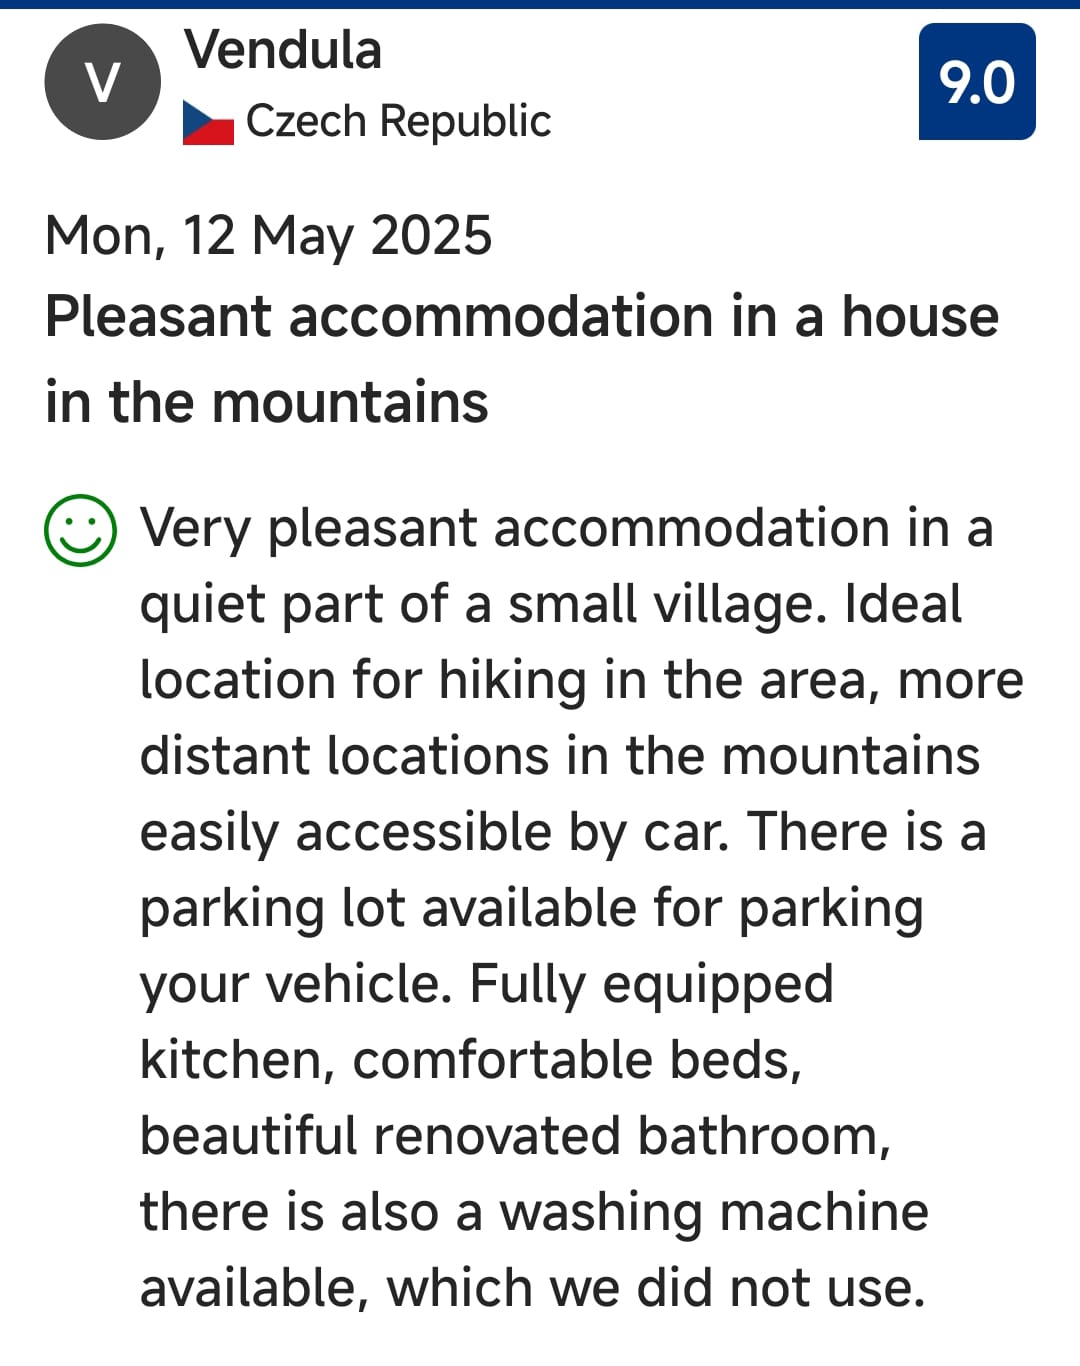 V
Vendula
Czech Republic
9.0
Mon, 12 May 2025
Pleasant accommodation in a house
in the mountains
Very pleasant accommodation in a
quiet part of a small village. Ideal
location for hiking in the area, more
distant locations in the mountains
easily accessible by car. There is a
parking lot available for parking
your vehicle. Fully equipped
kitchen, comfortable beds,
beautiful renovated bathroom,
there is also a washing machine
available, which we did not use.